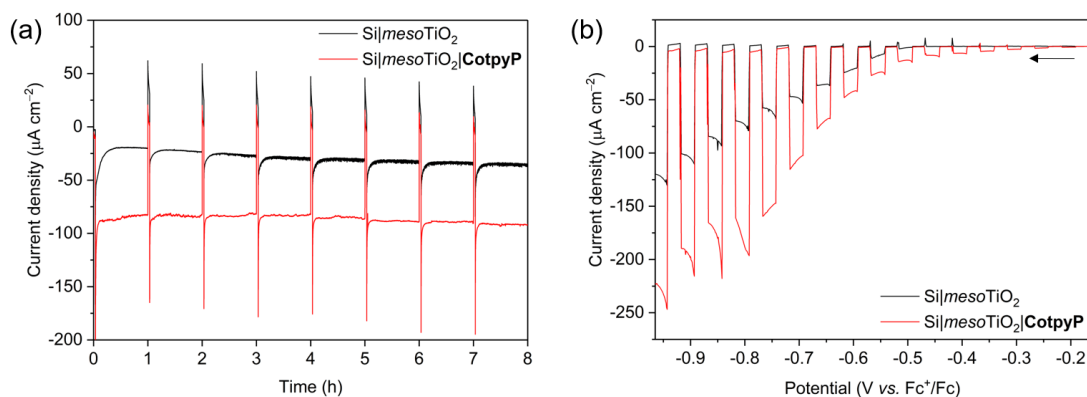 (a)
100
50
0
-50
-100
-150
-200
Current density (μA cm⁻²)
Si|mesoTiO₂
Si|mesoTiO₂|CotpyP
0 1 2 3 4 5 6 7 8
Time (h)
(b)
0
-50
-100
-150
-200
-250
Current density (μA cm⁻²)
Si|mesoTiO₂
Si|mesoTiO₂|CotpyP
-0.9 -0.8 -0.7 -0.6 -0.5 -0.4 -0.3 -0.2
Potential (V vs. Fc⁺/Fc)